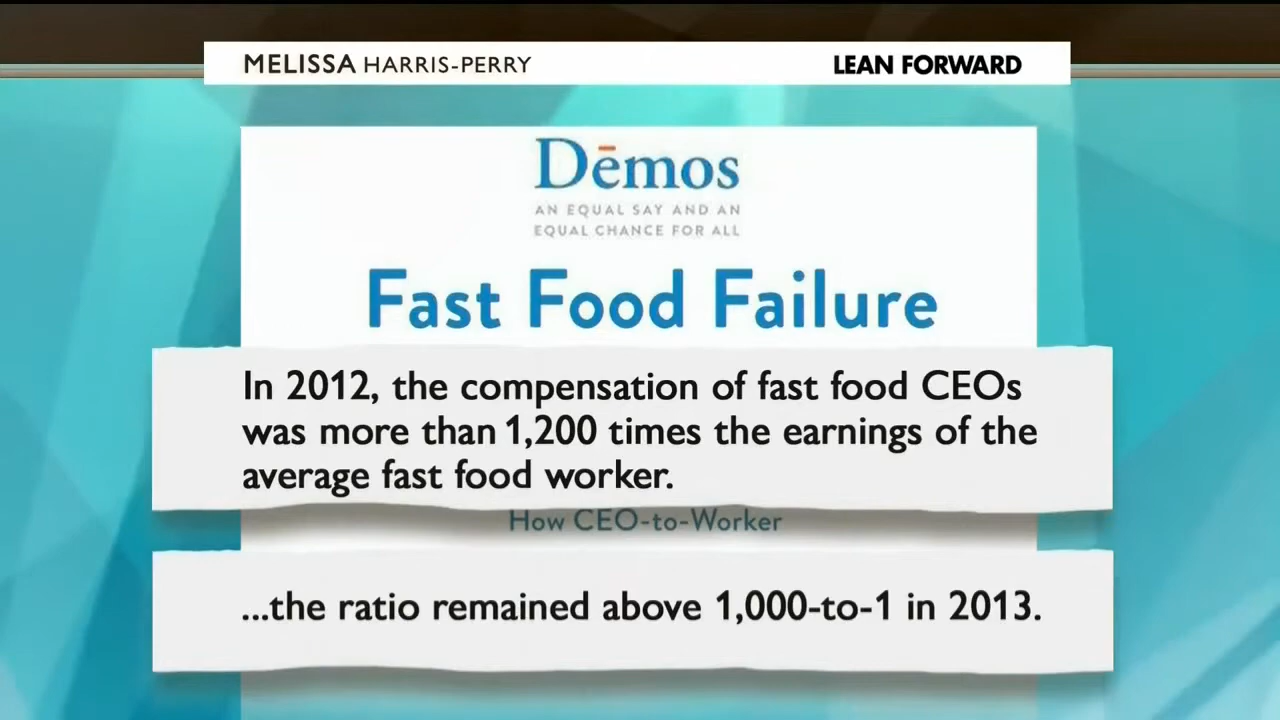 MELISSA HARRIS-PERRY LEAN FORWARD
Dēmos
AN EQUAL SAY AND AN
EQUAL CHANCE FOR ALL
Fast Food Failure
In 2012, the compensation of fast food CEOs
was more than 1,200 times the earnings of the
average fast food worker.
How CEO-to-Worker
...the ratio remained above 1,000-to-1 in 2013.